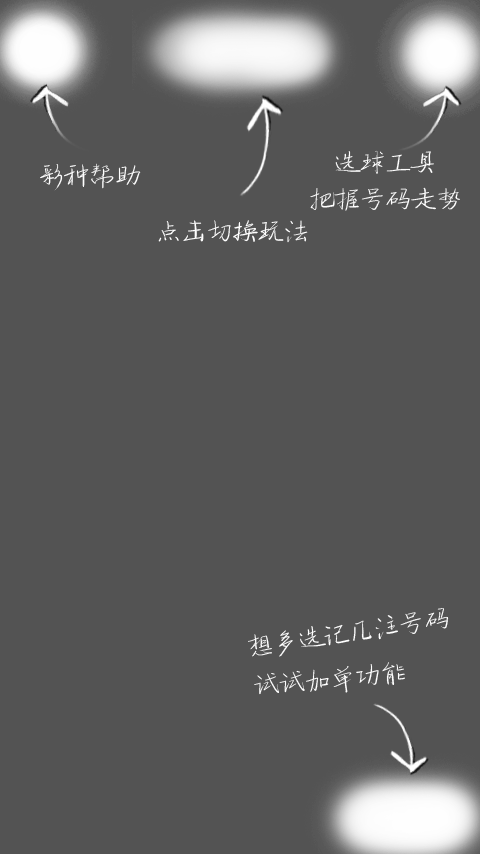 彩种帮助
选球工具
把握号码走势
点击切换玩法
想多选记几注号码
试试加单功能